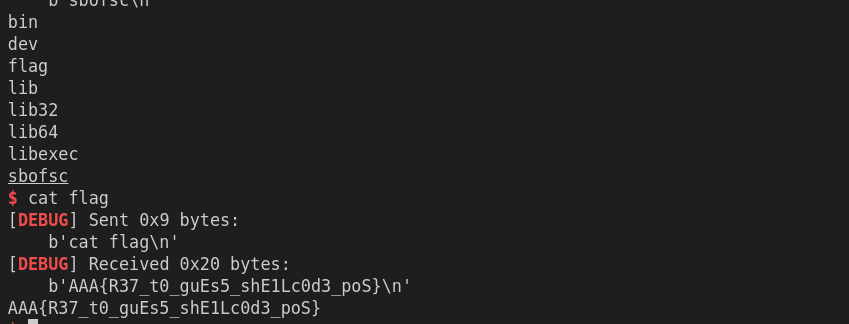 b'sbofsc\n'
bin
dev
flag
lib
lib32
lib64
libexec
sbofsc
$ cat flag
[DEBUG] Sent 0x9 bytes:
b'cat flag\n'
[DEBUG] Received 0x20 bytes:
b'AAA{R37_t0_guEs5_shE1Lc0d3_poS}\n'
AAA{R37_t0_guEs5_shE1Lc0d3_poS}